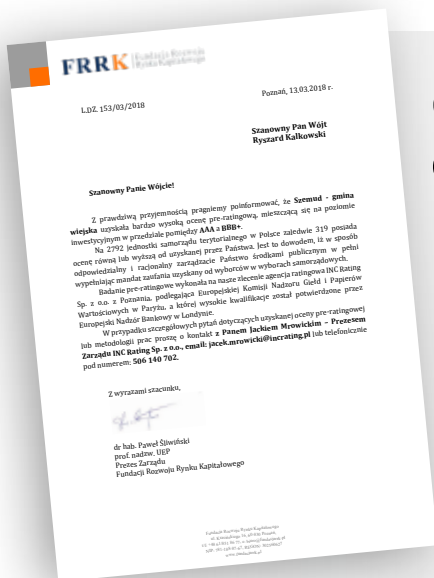 FRRK Fundacja Rozwoju
Rynku Kapitałowego
L.DZ. 153/03/2018
Poznań, 13.03.2018 r.
Szanowny Pan Wójt
Ryszard Kalkowski
Szanowny Panie Wójcie!
Z prawdziwą przyjemnością pragniemy poinformować, że Szemud - gmina
wiejska uzyskała bardzo wysoką ocenę pre-ratingową, mieszczącą się na poziomie
inwestycyjnym w przedziale pomiędzy AAA a BBB+.
Na 2792 jednostki samorządu terytorialnego w Polsce zaledwie 319 posiada
ocenę równą lub wyższą od uzyskanej przez Państwa. Jest to dowodem, iż w sposób
odpowiedzialny i racjonalny zarządzacie Państwo środkami publicznym w pełni
wypełniając mandat zaufania uzyskany od wyborców w wyborach samorządowych.
Badanie pre-ratingowe wykonała na nasze zlecenie agencja ratingowa INC Rating
Sp. z o.o. z Poznania, podlegająca Europejskiej Komisji Nadzoru Giełd i Papierów
Wartościowych w Paryżu, a której wysokie kwalifikacje został potwierdzone przez
Europejski Nadzór Bankowy w Londynie.
W przypadku szczegółowych pytań dotyczących uzyskanej oceny pre-ratingowej
lub metodologii prac proszę o kontakt z Panem Jackiem Mrowickim – Prezesem
Zarządu INC Rating Sp. z o.o., email: jacek.mrowicki@incrating.pl lub telefonicznie
pod numerem: 506 140 702.
Z wyrazami szacunku,
dr hab. Paweł Śliwiński
prof. nadzw. UEP
Prezes Zarządu
Fundacji Rozwoju Rynku Kapitałowego
Fundacja Rozwoju Rynku Kapitałowego